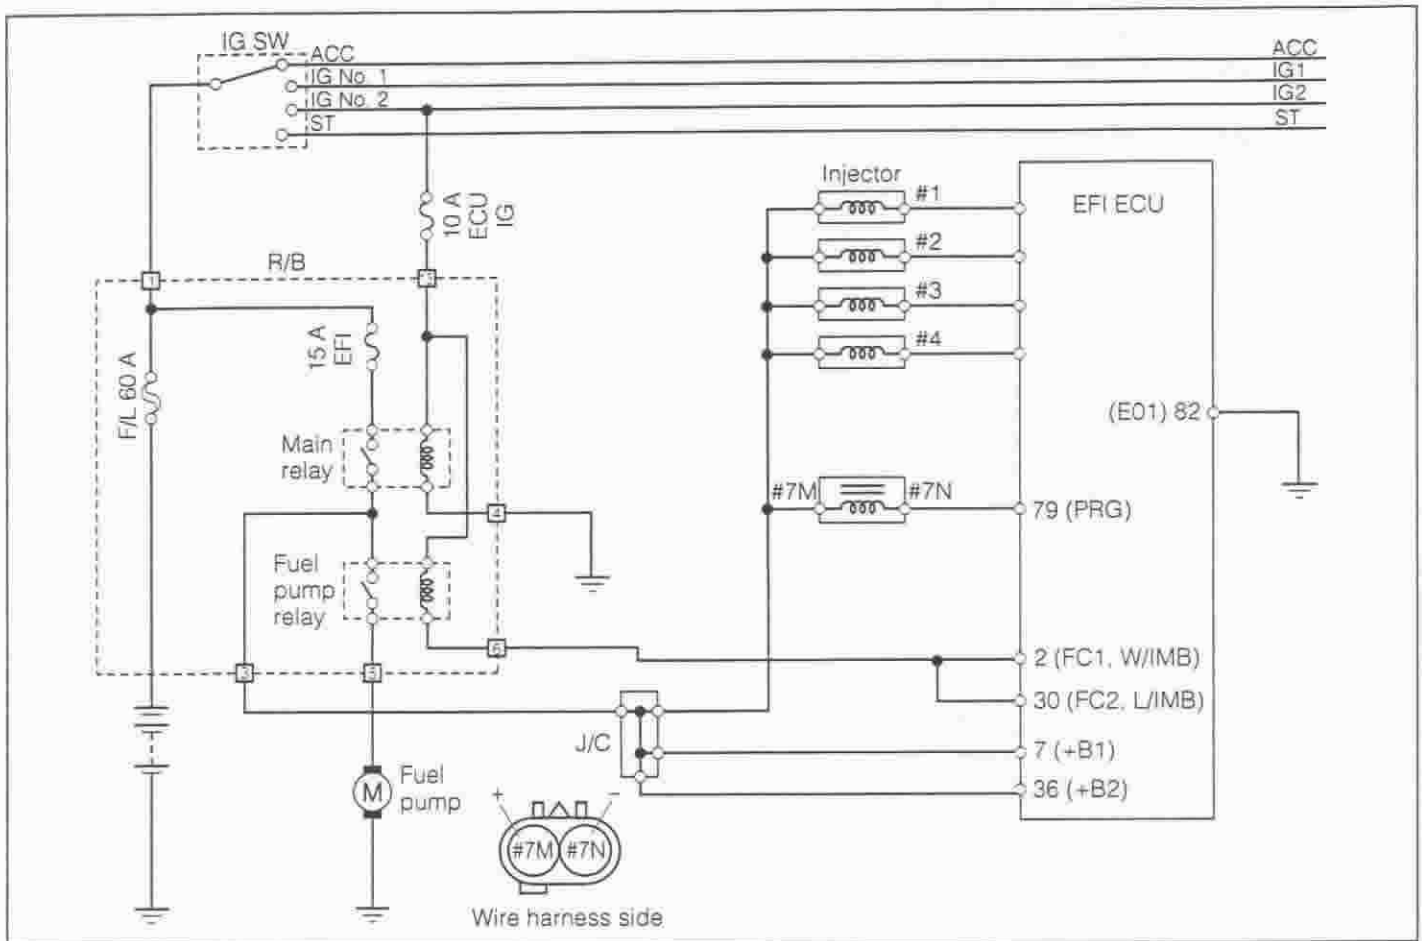 IG SW
ACC
IG No. 1
IG No. 2
ST
ACC
IG1
IG2
ST
10 A
ECU
IG
R/B
1
15 A
EFI
F/L 60 A
Main
relay
4
Fuel
pump
relay
6
3
5
Injector
#1
#2
#3
#4
EFI ECU
(E01) 82
#7M
#7N
79 (PRG)
2 (FC1, W/IMB)
30 (FC2, L/IMB)
7 (+B1)
36 (+B2)
J/C
M
Fuel
pump
+
−
#7M
#7N
Wire harness side